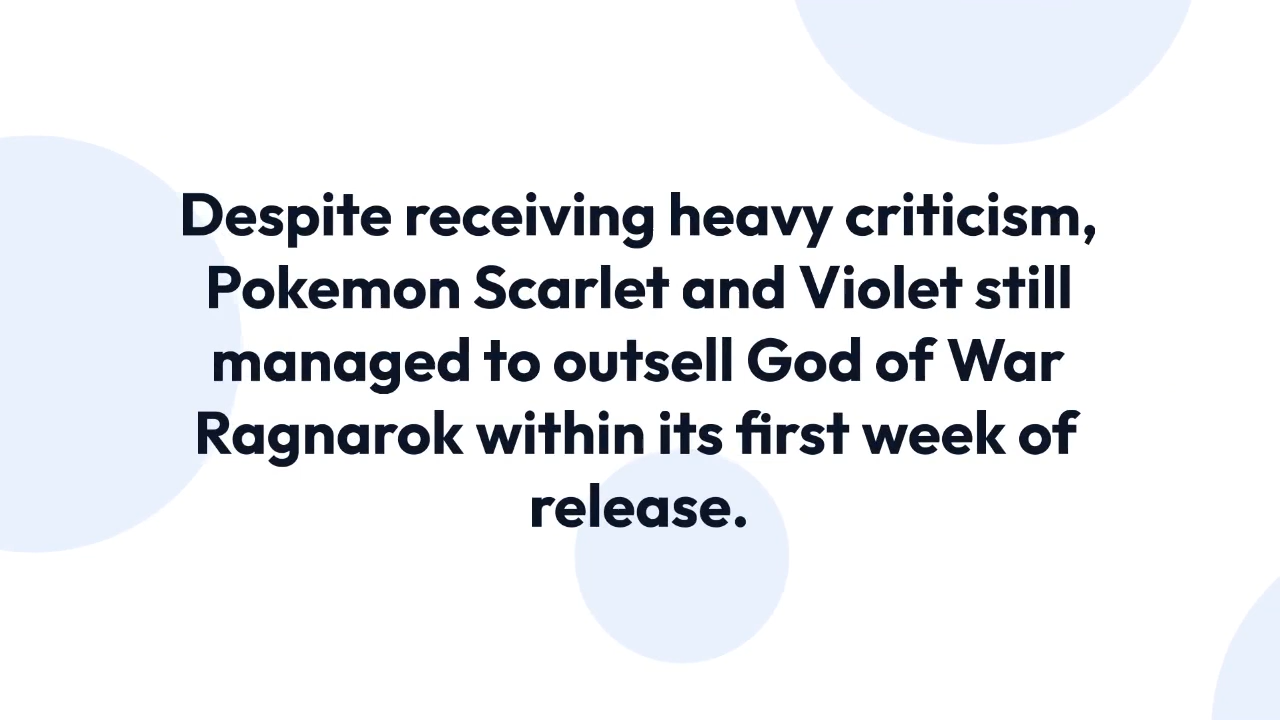 Despite receiving heavy criticism,
Pokemon Scarlet and Violet still
managed to outsell God of War
Ragnarok within its first week of
release.